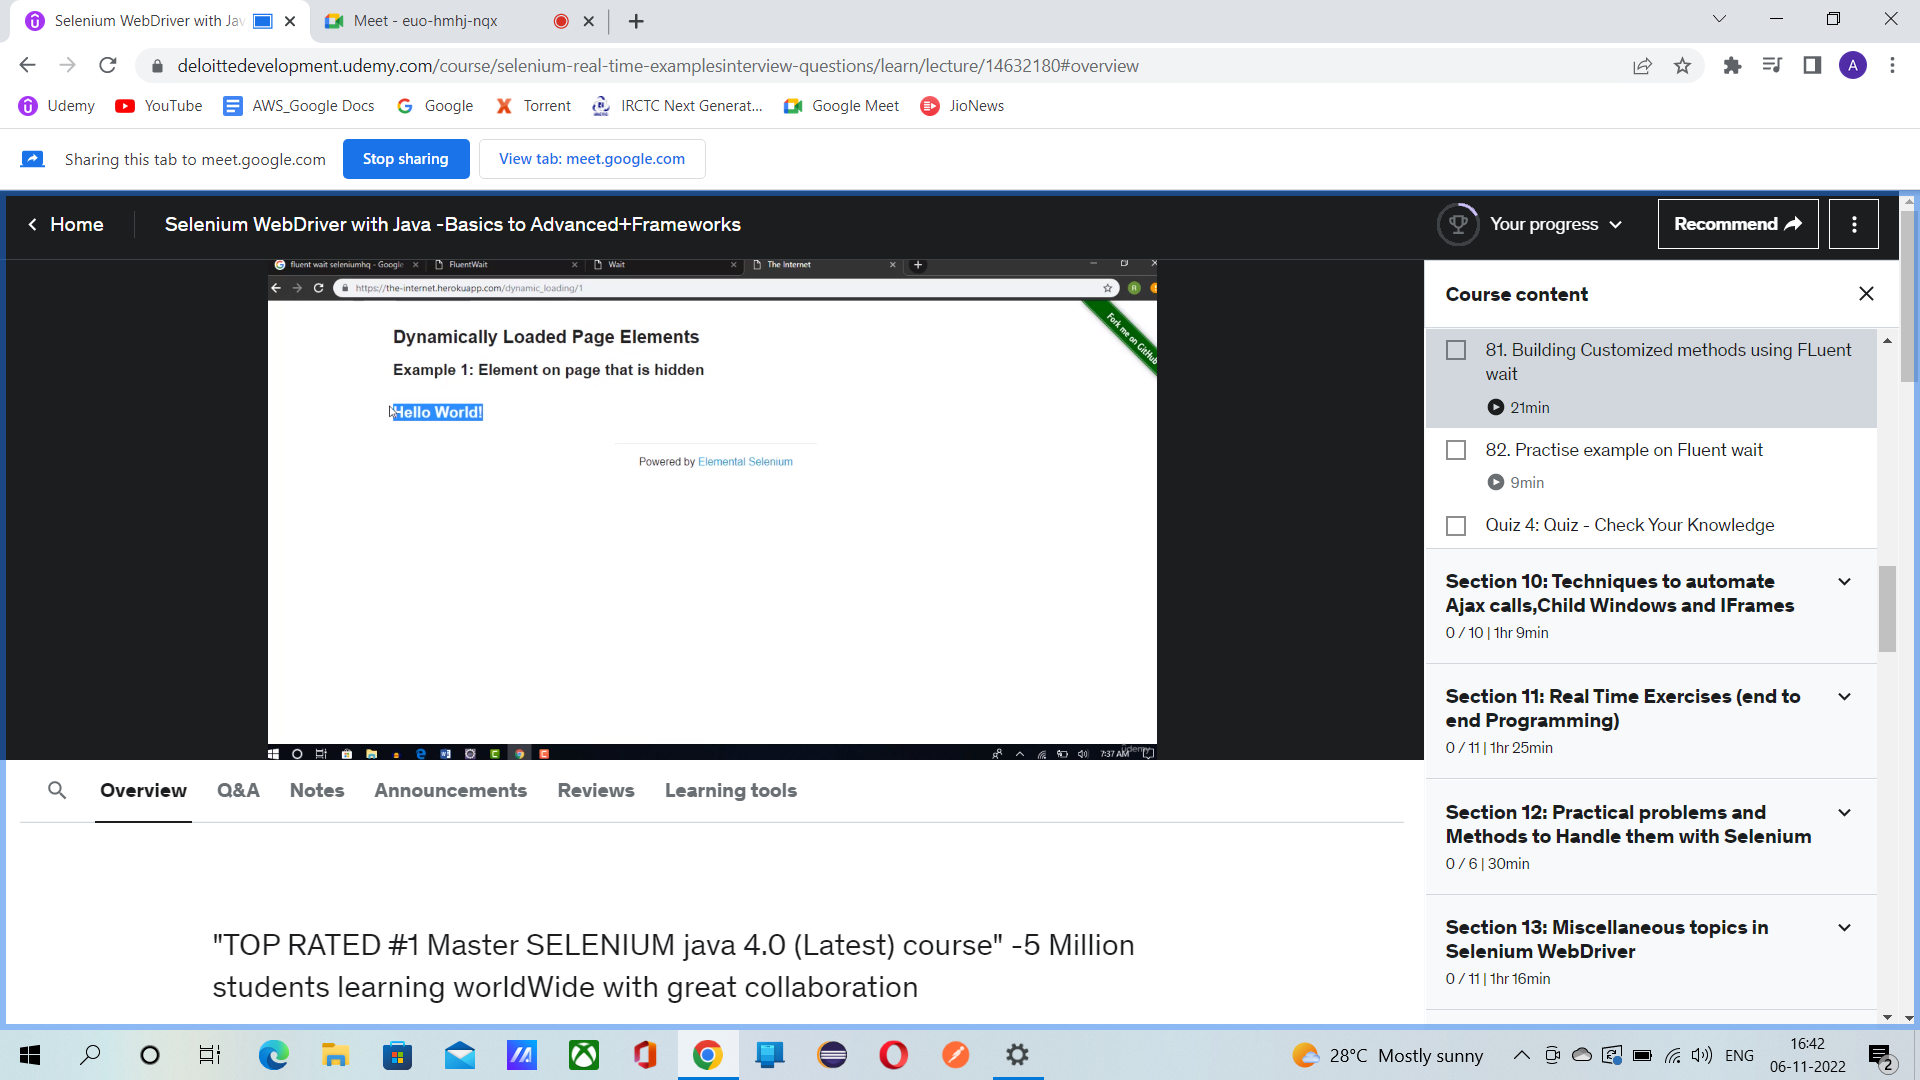 Selenium WebDriver with Jav
Meet - euo-hmhj-nqx
deloittedevelopment.udemy.com/course/selenium-real-time-examplesinterview-questions/learn/lecture/14632180#overview
A
Udemy YouTube AWS_Google Docs Google Torrent IRCTC Next Generat... Google Meet JioNews
Sharing this tab to meet.google.com Stop sharing View tab: meet.google.com
Home Selenium WebDriver with Java -Basics to Advanced+Frameworks Your progress Recommend
fluent wait seleniumhq - Google FluentWait Wait The Internet
https://the-internet.herokuapp.com/dynamic_loading/1
Fork me on GitHub
Dynamically Loaded Page Elements
Example 1: Element on page that is hidden
Hello World!
Powered by Elemental Selenium
udemy
7:37 AM
Course content
81. Building Customized methods using FLuent
wait
21min
82. Practise example on Fluent wait
9min
Quiz 4: Quiz - Check Your Knowledge
Section 10: Techniques to automate
Ajax calls,Child Windows and IFrames
0 / 10 | 1hr 9min
Section 11: Real Time Exercises (end to
end Programming)
0 / 11 | 1hr 25min
Section 12: Practical problems and
Methods to Handle them with Selenium
0 / 6 | 30min
Section 13: Miscellaneous topics in
Selenium WebDriver
0 / 11 | 1hr 16min
Overview Q&A Notes Announcements Reviews Learning tools
"TOP RATED #1 Master SELENIUM java 4.0 (Latest) course" -5 Million
students learning worldWide with great collaboration
28°C Mostly sunny
ENG
16:42
06-11-2022
2